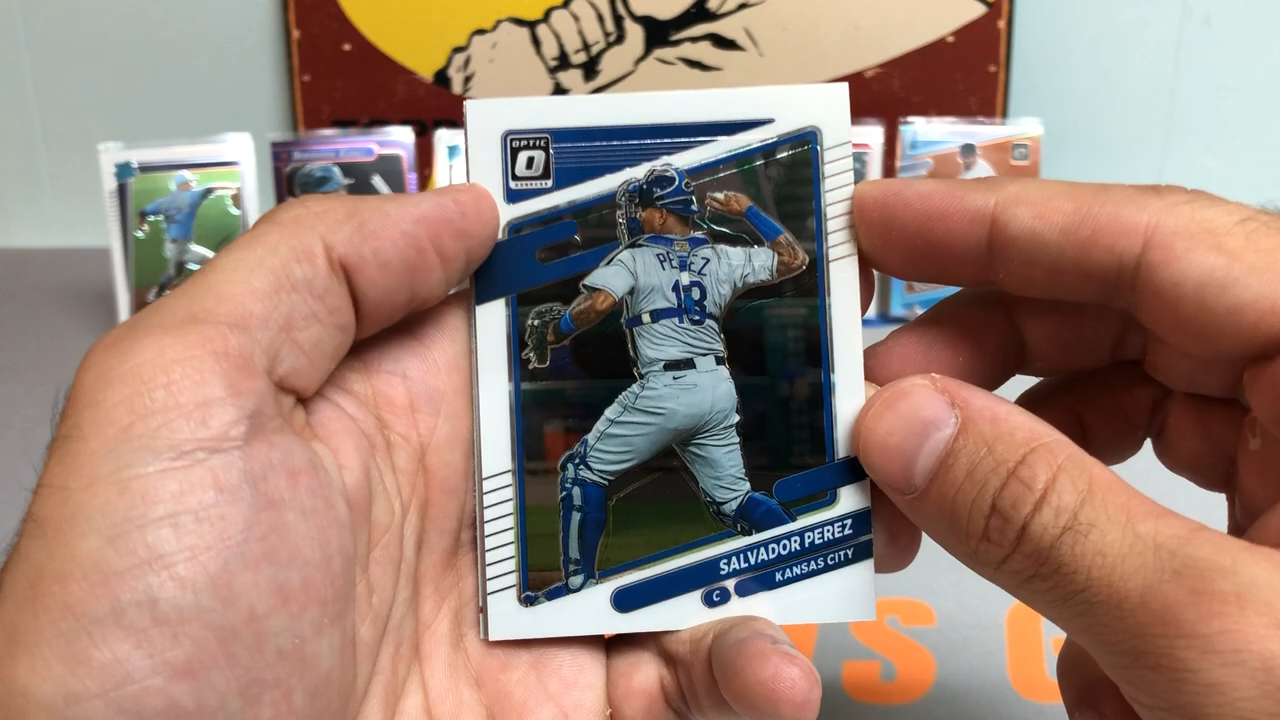 OPTIC
DONRUSS
PEREZ
13
SALVADOR PEREZ
KANSAS CITY
C